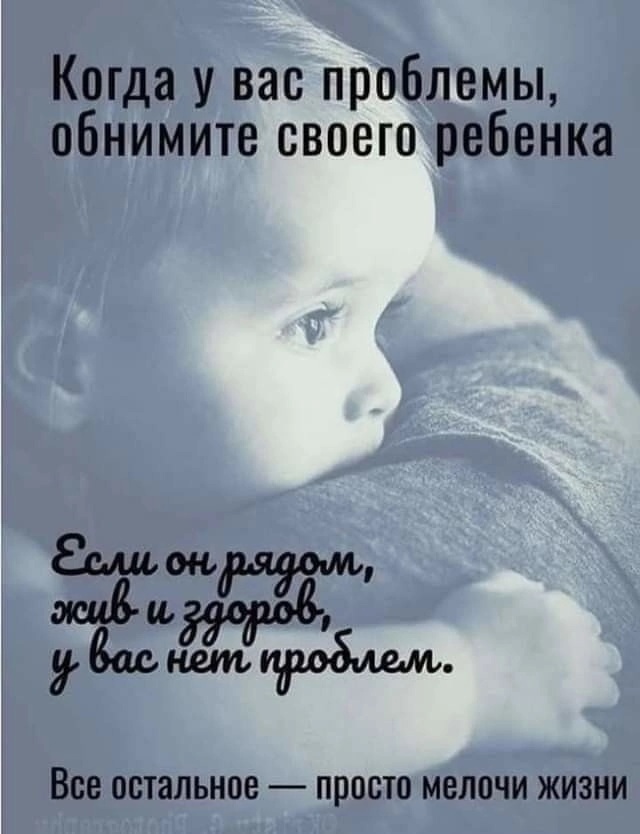 Когда у вас проблемы,
обнимите своего ребенка
Если он рядом,
жив и здоров,
у вас нет проблем.
Все остальное — просто мелочи жизни